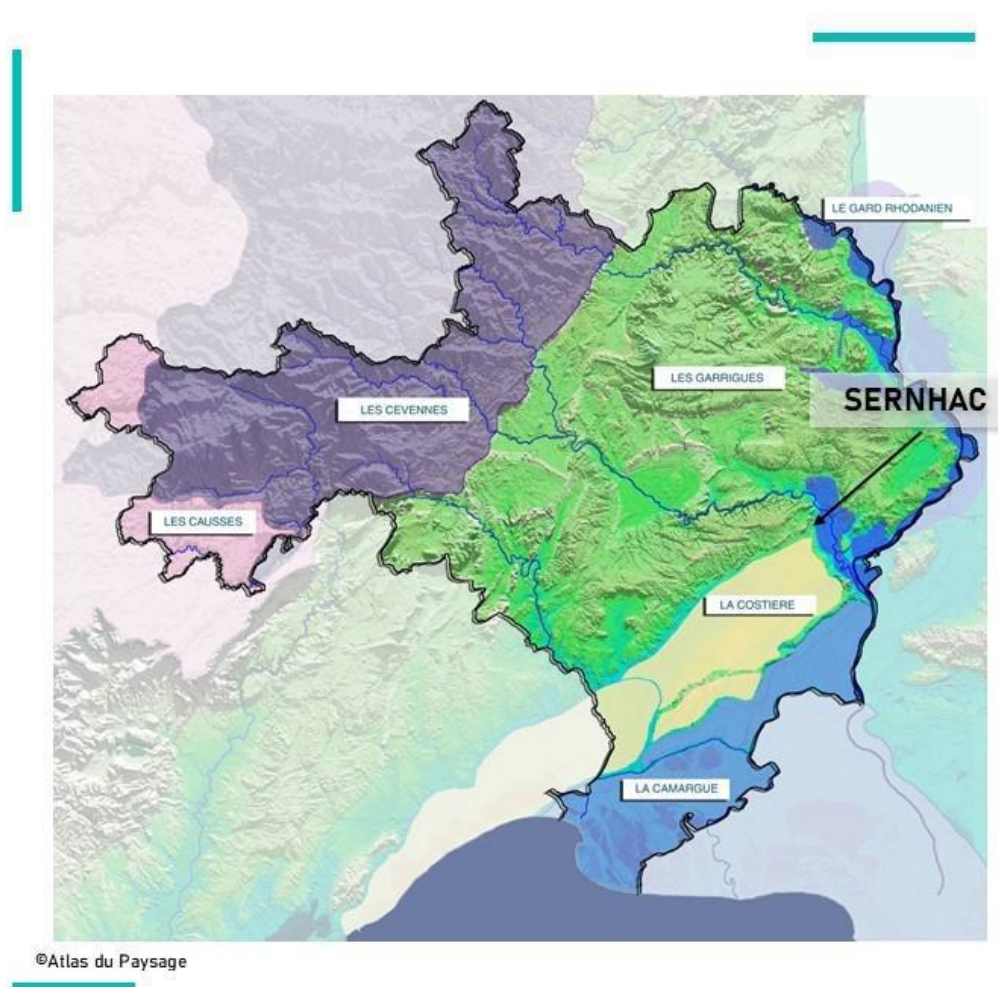 LE GARD RHODANIEN
LES GARRIGUES
SERNHAC
LES CEVENNES
LES CAUSSES
LA COSTIERE
LA CAMARGUE
©Atlas du Paysage